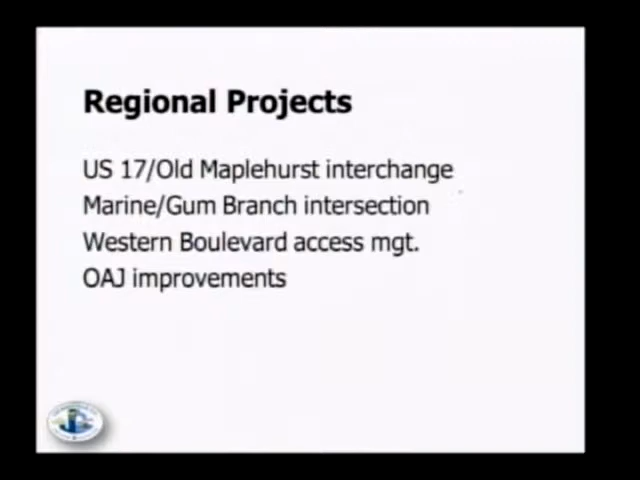 Regional Projects
US 17/Old Maplehurst interchange
Marine/Gum Branch intersection
Western Boulevard access mgt.
OAJ improvements